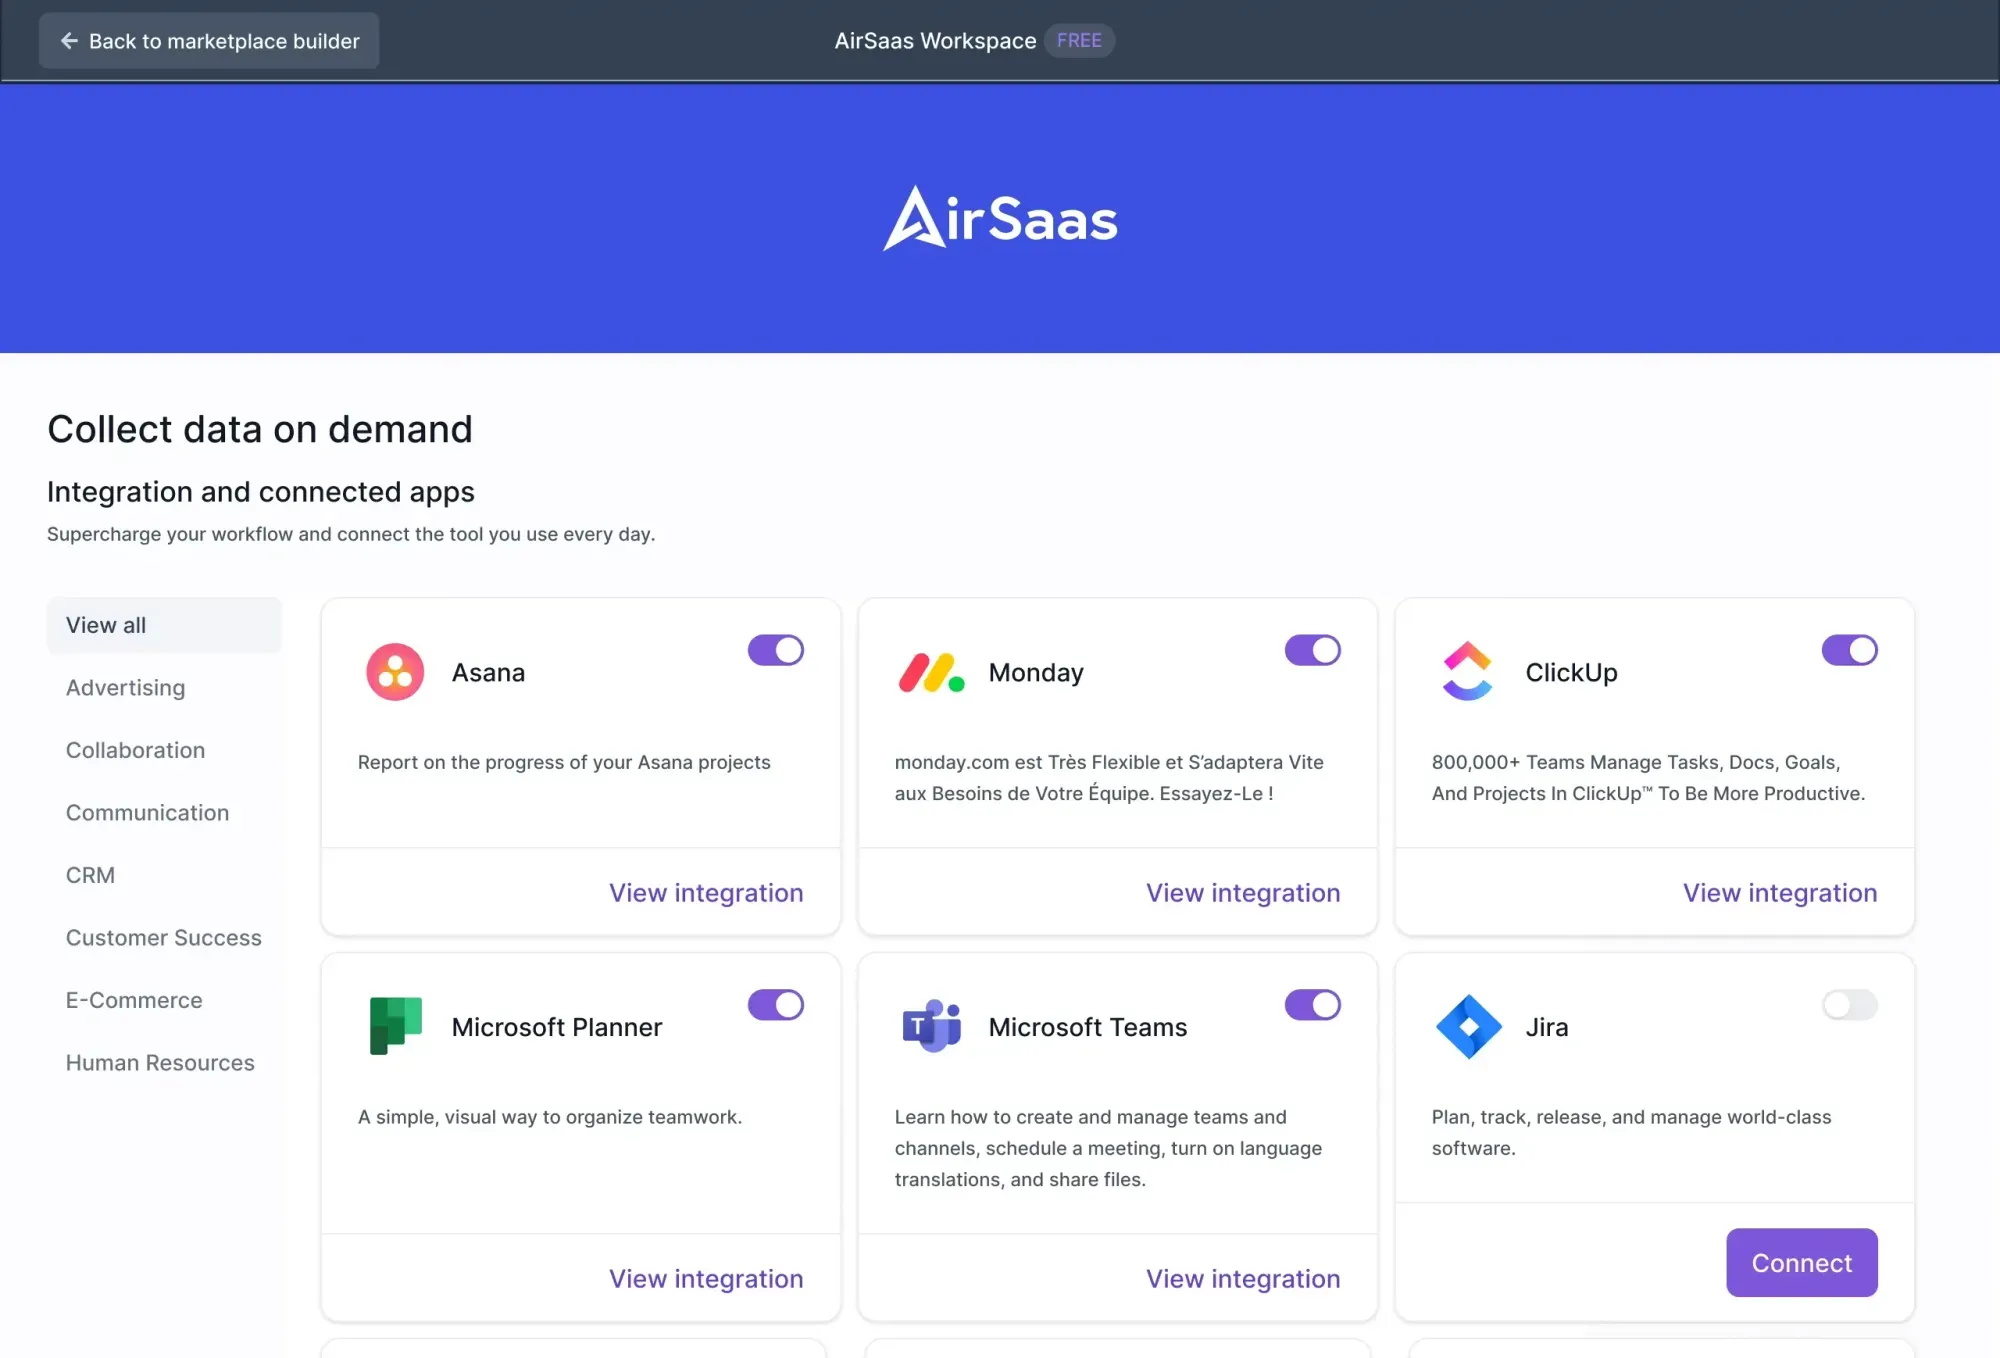 Back to marketplace builder
AirSaas Workspace FREE
AirSaas
Collect data on demand
Integration and connected apps
Supercharge your workflow and connect the tool you use every day.
View all
Advertising
Collaboration
Communication
CRM
Customer Success
E-Commerce
Human Resources
Asana
Report on the progress of your Asana projects
View integration
Monday
monday.com est Très Flexible et S’adaptera Vite
aux Besoins de Votre Équipe. Essayez-Le !
View integration
ClickUp
800,000+ Teams Manage Tasks, Docs, Goals,
And Projects In ClickUp™ To Be More Productive.
View integration
Microsoft Planner
A simple, visual way to organize teamwork.
View integration
T
Microsoft Teams
Learn how to create and manage teams and
channels, schedule a meeting, turn on language
translations, and share files.
View integration
Jira
Plan, track, release, and manage world-class
software.
Connect